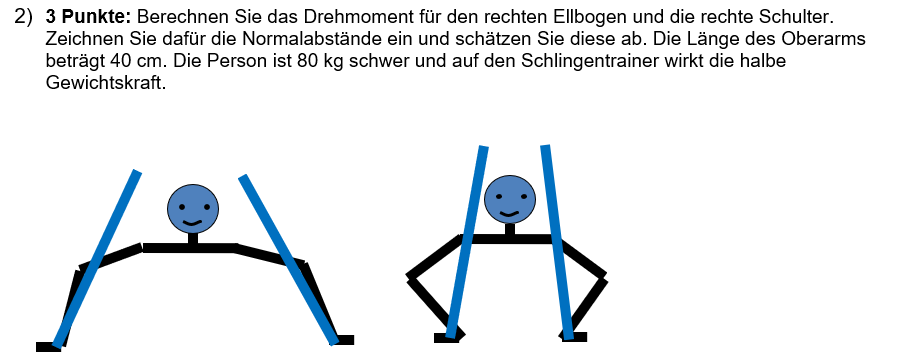 2) 3 Punkte: Berechnen Sie das Drehmoment für den rechten Ellbogen und die rechte Schulter.
Zeichnen Sie dafür die Normalabstände ein und schätzen Sie diese ab. Die Länge des Oberarms
beträgt 40 cm. Die Person ist 80 kg schwer und auf den Schlingentrainer wirkt die halbe
Gewichtskraft.